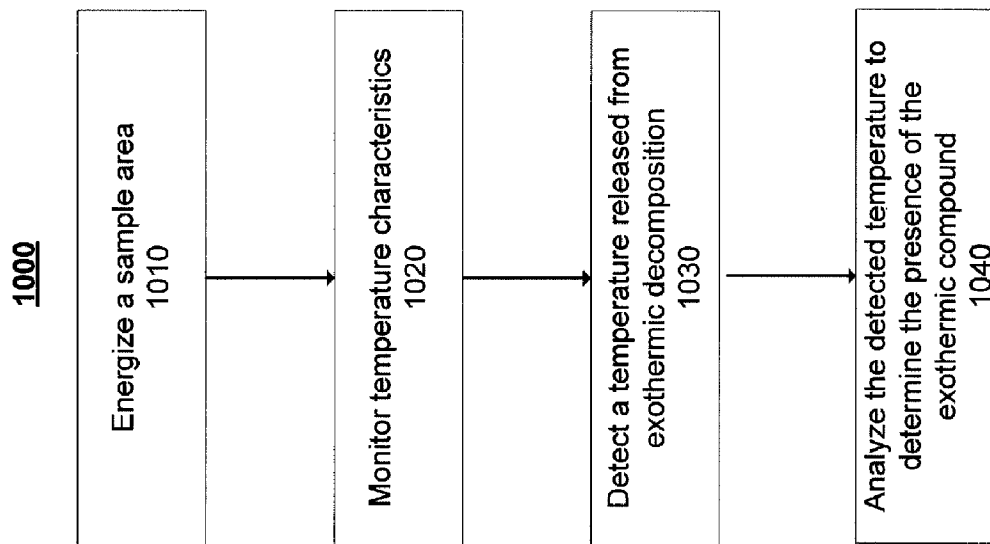 1000
Energize a sample area
1010
Monitor temperature characteristics
1020
Detect a temperature released from
exothermic decomposition
1030
Analyze the detected temperature to
determine the presence of the
exothermic compound
1040